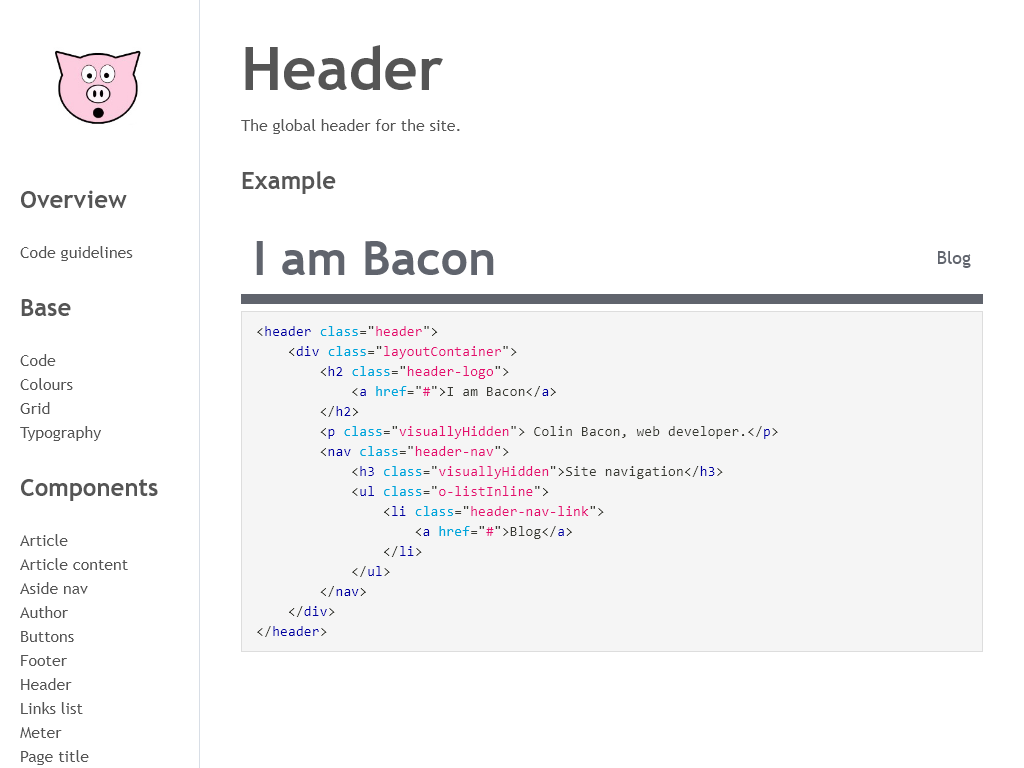 Overview
Code guidelines
Base
Code
Colours
Grid
Typography
Components
Article
Article content
Aside nav
Author
Buttons
Footer
Header
Links list
Meter
Page title
Header
The global header for the site.
Example
I am Bacon
Blog
<header class="header">
    <div class="layoutContainer">
        <h2 class="header-logo">
            <a href="#">I am Bacon</a>
        </h2>
        <p class="visuallyHidden"> Colin Bacon, web developer.</p>
        <nav class="header-nav">
            <h3 class="visuallyHidden">Site navigation</h3>
            <ul class="o-listInline">
                <li class="header-nav-link">
                    <a href="#">Blog</a>
                </li>
            </ul>
        </nav>
    </div>
</header>